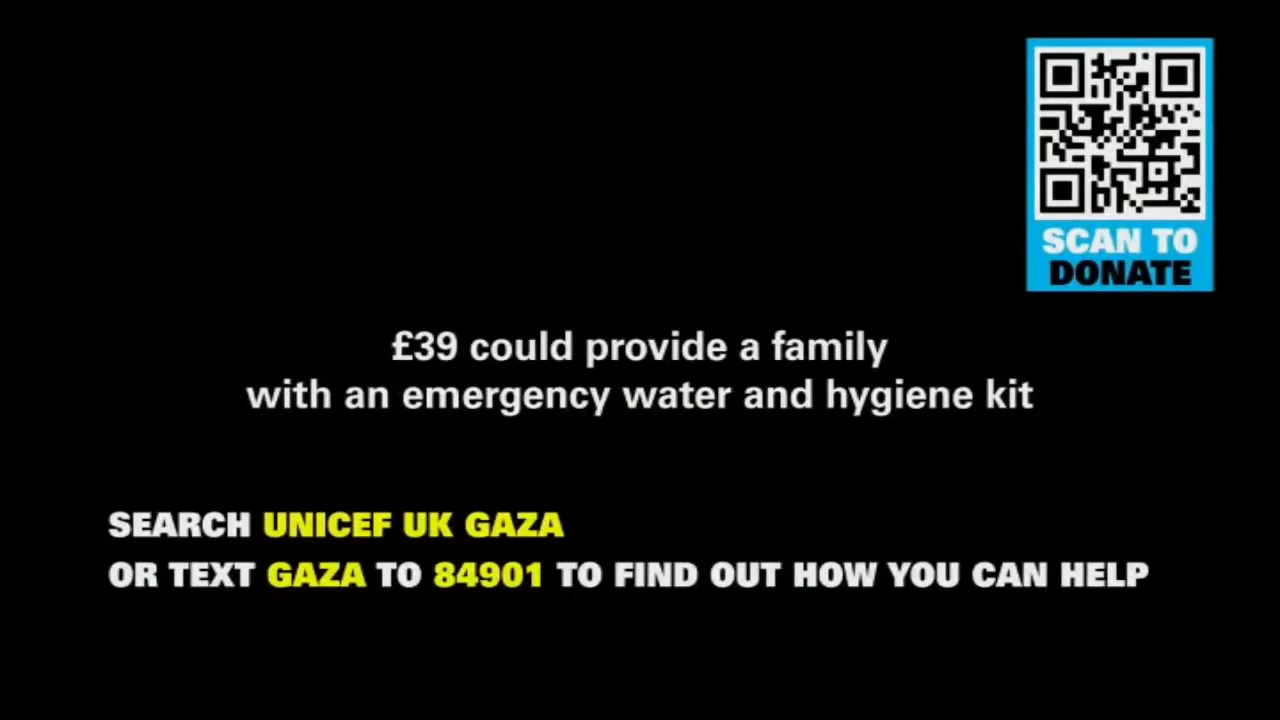 SCAN TO
DONATE
£39 could provide a family
with an emergency water and hygiene kit
SEARCH UNICEF UK GAZA
OR TEXT GAZA TO 84901 TO FIND OUT HOW YOU CAN HELP